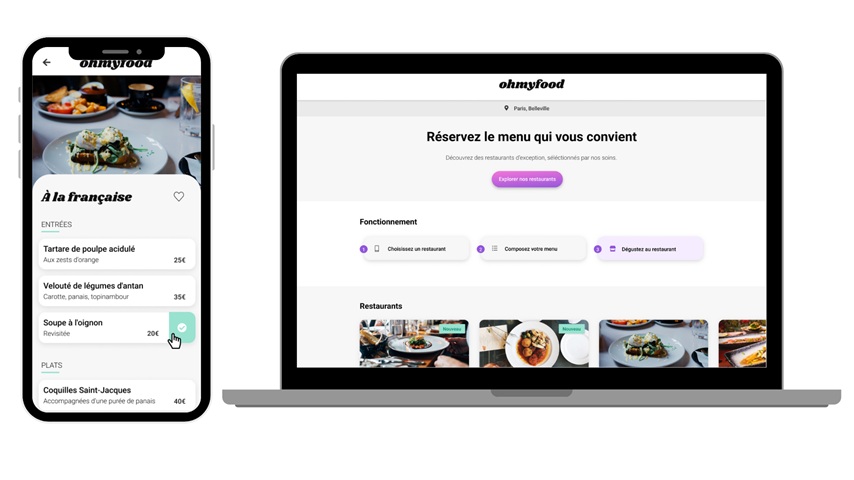 ohmyfood
À la française
ENTRÉES
Tartare de poulpe acidulé
Aux zests d'orange 25€
Velouté de légumes d'antan
Carotte, panais, topinambour 35€
Soupe à l'oignon
Revisitée 20€
PLATS
Coquilles Saint-Jacques
Accompagnées d'une purée de panais 40€
ohmyfood
Paris, Belleville
Réservez le menu qui vous convient
Découvrez des restaurants d'exception, sélectionnés par nos soins.
Explorer nos restaurants
Fonctionnement
1 Choisissez un restaurant
2 Composez votre menu
3 Dégustez au restaurant
Restaurants
Nouveau
Nouveau